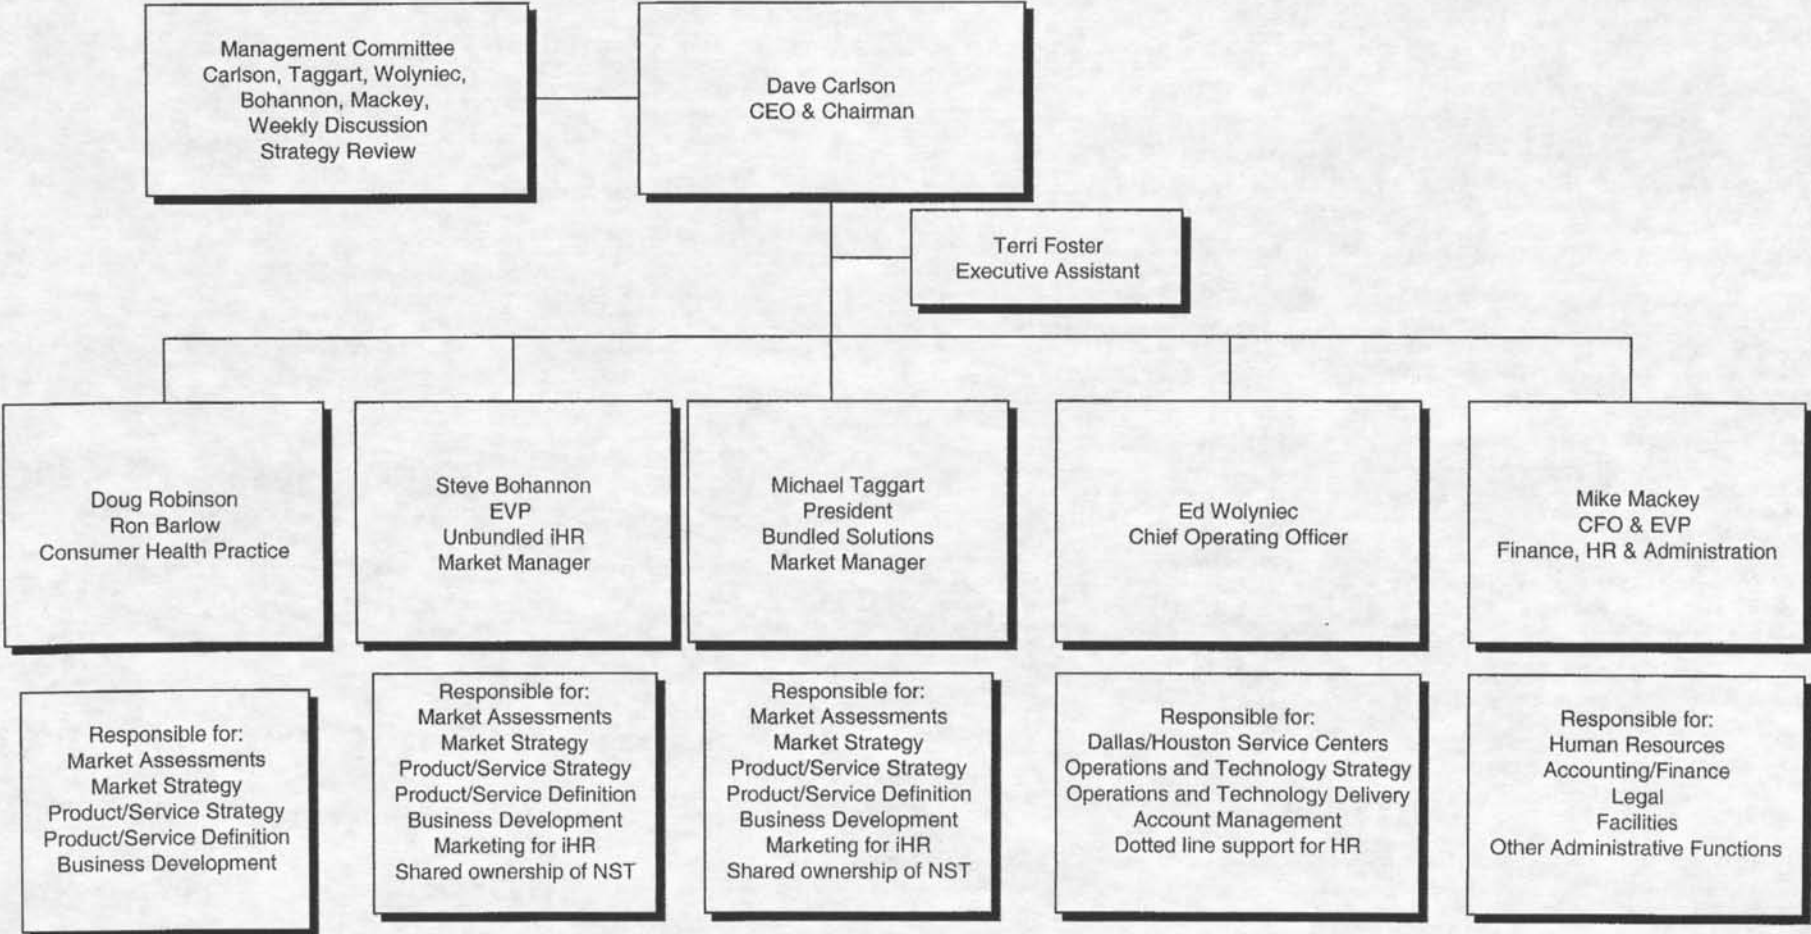 Management Committee
Carlson, Taggart, Wolyniec,
Bohannon, Mackey,
Weekly Discussion
Strategy Review
Dave Carlson
CEO & Chairman
Terri Foster
Executive Assistant
Doug Robinson
Ron Barlow
Consumer Health Practice
Steve Bohannon
EVP
Unbundled iHR
Market Manager
Michael Taggart
President
Bundled Solutions
Market Manager
Ed Wolyniec
Chief Operating Officer
Mike Mackey
CFO & EVP
Finance, HR & Administration
Responsible for:
Market Assessments
Market Strategy
Product/Service Strategy
Product/Service Definition
Business Development
Responsible for:
Market Assessments
Market Strategy
Product/Service Strategy
Product/Service Definition
Business Development
Marketing for iHR
Shared ownership of NST
Responsible for:
Market Assessments
Market Strategy
Product/Service Strategy
Product/Service Definition
Business Development
Marketing for iHR
Shared ownership of NST
Responsible for:
Dallas/Houston Service Centers
Operations and Technology Strategy
Operations and Technology Delivery
Account Management
Dotted line support for HR
Responsible for:
Human Resources
Accounting/Finance
Legal
Facilities
Other Administrative Functions